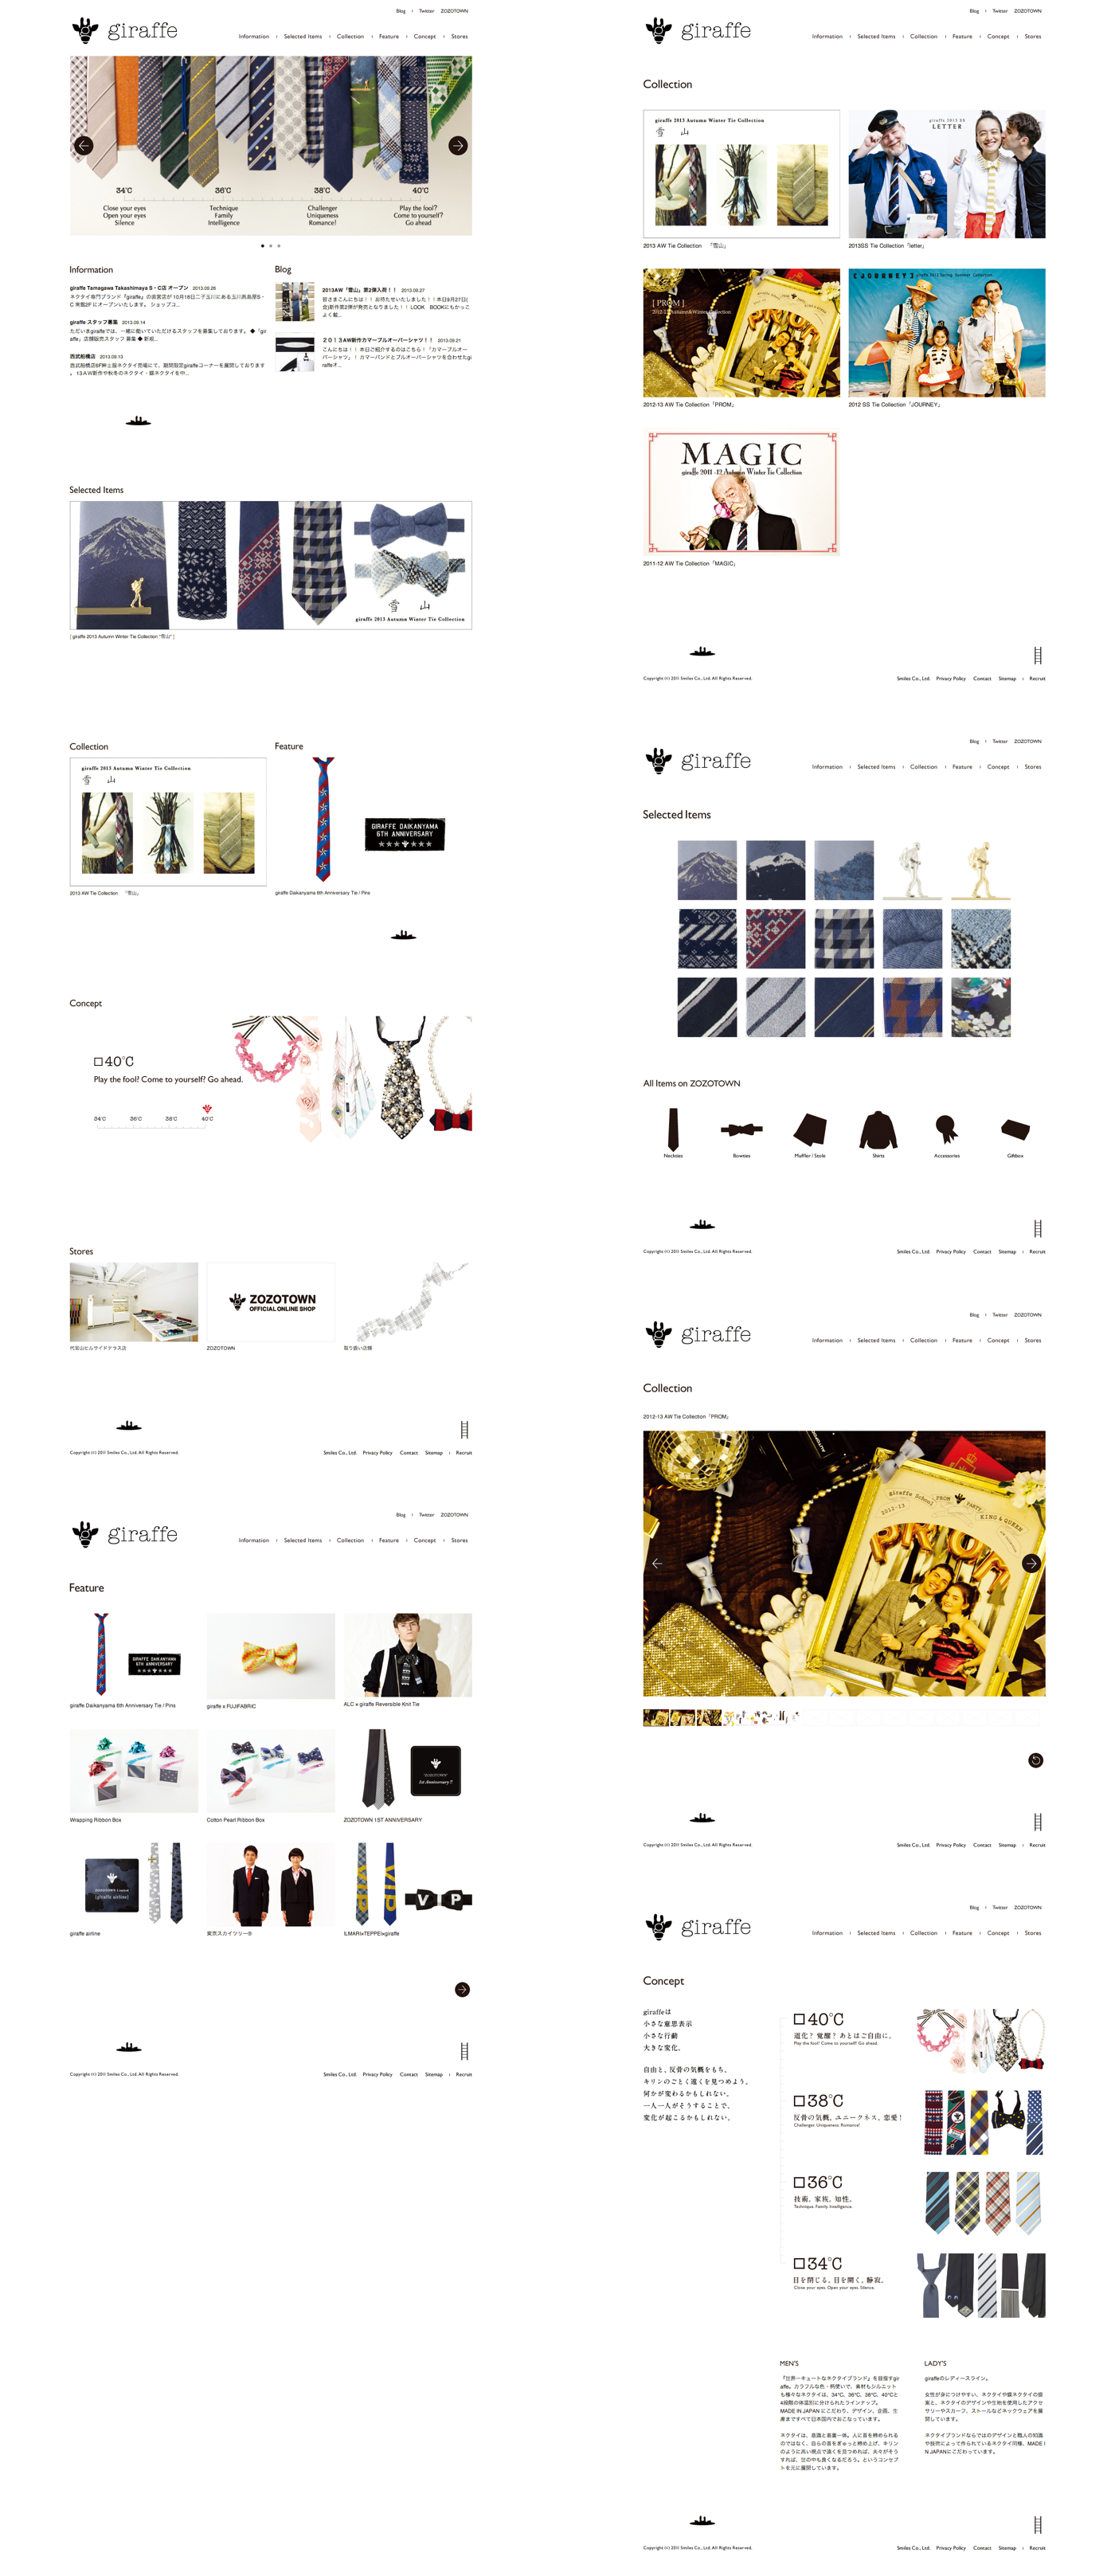 Blog Twitter ZOZOTOWN
giraffe
Information Selected Items Collection Feature Concept Stores
34℃ 36℃ 38℃ 40℃
Close your eyes Technique Challenger Play the fool?
Open your eyes Family Uniqueness Come to yourself?
Silence Intelligence Romance! Go ahead
Information
giraffe Tamagawa Takashimaya S・C店 オープン 2013.09.28
ネクタイ専門ブランド『giraffe』の直営店が 10月18日二子玉川にある玉川高島屋S・
C 南館2F にオープンいたします。 ショップコ...
giraffe スタッフ募集 2013.09.14
ただいまgiraffeでは、一緒に働いていただけるスタッフを募集しております。 ◆『gir
affe』店舗販売スタッフ 募集 ◆ 新規...
西武船橋店 2013.09.13
西武船橋店6F紳士服ネクタイ売場にて、期間限定giraffeコーナーを展開しております
。 13AW新作や秋冬のネクタイ・蝶ネクタイを中...
Blog
2013AW『雪山』第2弾入荷！！ 2013.09.27
皆さまこんにちは！！ お待たせいたしました！！本日9月27日(
金)新作第2弾が発売となりました！！ LOOK BOOKにもかっこ
よく載...
２０１３AW新作カマーブルオーバーシャツ！！ 2013.09.21
こんにちは！！ 本日ご紹介するのはこちら！『カマーブルオー
バーシャツ』！ カマーバンドとプルオーバーシャツを合わせたgi
raffeオ...
Selected Items
雪 山
giraffe 2013 Autumn Winter Tie Collection
[ giraffe 2013 Autumn Winter Tie Collection "雪山" ]
Collection
giraffe 2013 Autumn Winter Tie Collection
雪 山
2013 AW Tie Collection 『雪山』
Feature
GIRAFFE DAIKANYAMA
6TH ANNIVERSARY
giraffe Daikanyama 6th Anniversary Tie / Pins
Concept
□40℃
Play the fool? Come to yourself? Go ahead.
34℃ 36℃ 38℃ 40℃
Stores
ZOZOTOWN
OFFICIAL ONLINE SHOP
代官山ヒルサイドテラス店
ZOZOTOWN
取り扱い店舗
Copyright (C) 2011 Smiles Co., Ltd. All Rights Reserved.
Smiles Co., Ltd. Privacy Policy Contact Sitemap Recruit
Blog Twitter ZOZOTOWN
giraffe
Information Selected Items Collection Feature Concept Stores
Feature
GIRAFFE DAIKANYAMA
6TH ANNIVERSARY
giraffe Daikanyama 6th Anniversary Tie / Pins
giraffe x FUJIFABRIC
ALC × giraffe Reversible Knit Tie
Wrapping Ribbon Box
Cotton Pearl Ribbon Box
ZOZOTOWN
1st Anniversary!!
ZOZOTOWN 1ST ANNIVERSARY
[giraffe airline]
giraffe airline
東京スカイツリー®
VIP
V P
ILMARI×TEPPEI×giraffe
Copyright (C) 2011 Smiles Co., Ltd. All Rights Reserved.
Smiles Co., Ltd. Privacy Policy Contact Sitemap Recruit
Blog Twitter ZOZOTOWN
giraffe
Information Selected Items Collection Feature Concept Stores
Collection
giraffe 2013 Autumn Winter Tie Collection
雪 山
2013 AW Tie Collection 『雪山』
giraffe 2013 SS
LETTER
2013SS Tie Collection『letter』
[ PROM ]
2012-13 Autumn&Winter Collection
PROM
2012-13 AW Tie Collection『PROM』
[JOURNEY] giraffe 2012 Spring Summer Collection
2012 SS Tie Collection『JOURNEY』
MAGIC
giraffe 2011-12 Autumn Winter Tie Collection
2011-12 AW Tie Collection『MAGIC』
Copyright (C) 2011 Smiles Co., Ltd. All Rights Reserved.
Smiles Co., Ltd. Privacy Policy Contact Sitemap Recruit
Blog Twitter ZOZOTOWN
giraffe
Information Selected Items Collection Feature Concept Stores
Selected Items
All Items on ZOZOTOWN
Neckties Bowties Muffler / Stole Shirts Accessories Giftbox
Copyright (C) 2011 Smiles Co., Ltd. All Rights Reserved.
Smiles Co., Ltd. Privacy Policy Contact Sitemap Recruit
Blog Twitter ZOZOTOWN
giraffe
Information Selected Items Collection Feature Concept Stores
Collection
2012-13 AW Tie Collection『PROM』
giraffe School PROM PARTY KING & QUEEN
2012-13
PROM
Copyright (C) 2011 Smiles Co., Ltd. All Rights Reserved.
Smiles Co., Ltd. Privacy Policy Contact Sitemap Recruit
Blog Twitter ZOZOTOWN
giraffe
Information Selected Items Collection Feature Concept Stores
Concept
giraffeは
小さな意思表示
小さな行動
大きな変化。
自由と、反骨の気概をもち、
キリンのごとく遠くを見つめよう。
何かが変わるかもしれない。
一人一人がそうすることで、
変化が起こるかもしれない。
□40℃
道化？ 覚醒？ あとはご自由に。
Play the fool? Come to yourself? Go ahead.
□38℃
反骨の気概。ユニークネス。恋愛！
Challenger. Uniqueness. Romance!
□36℃
技術。家族。知性。
Technique. Family. Intelligence.
□34℃
目を閉じる。目を開く。静寂。
Close your eyes. Open your eyes. Silence.
MEN'S
『世界一キュートなネクタイブランド』を目指すgir
affe。カラフルな色・柄使いで、素材もシルエット
も様々なネクタイは、34℃、36℃、38℃、40℃と
4段階の体温別に分けられたラインナップ。
MADE IN JAPAN にこだわり、デザイン、企画、生
産まですべて日本国内でおこなっています。
ネクタイは、意識と表裏一体。人に首を締められる
のではなく、自らの首をぎゅっと締め上げ、キリン
のように高い視点で遠くを見つめれば、末々がそう
すれば、世の中も良くなるだろう。というコンセプ
トを元に展開しています。
LADY'S
giraffeのレディースライン。
女性が身につけやすい、ネクタイや蝶ネクタイの提
案と、ネクタイのデザインや生地を使用したアクセ
サリーやスカーフ、ストールなどネックウェアを展
開しています。
ネクタイブランドならではのデザインと職人の知識
や技術によって作られているネクタイ同様、MADE I
N JAPANにこだわっています。
Copyright (C) 2011 Smiles Co., Ltd. All Rights Reserved.
Smiles Co., Ltd. Privacy Policy Contact Sitemap Recruit